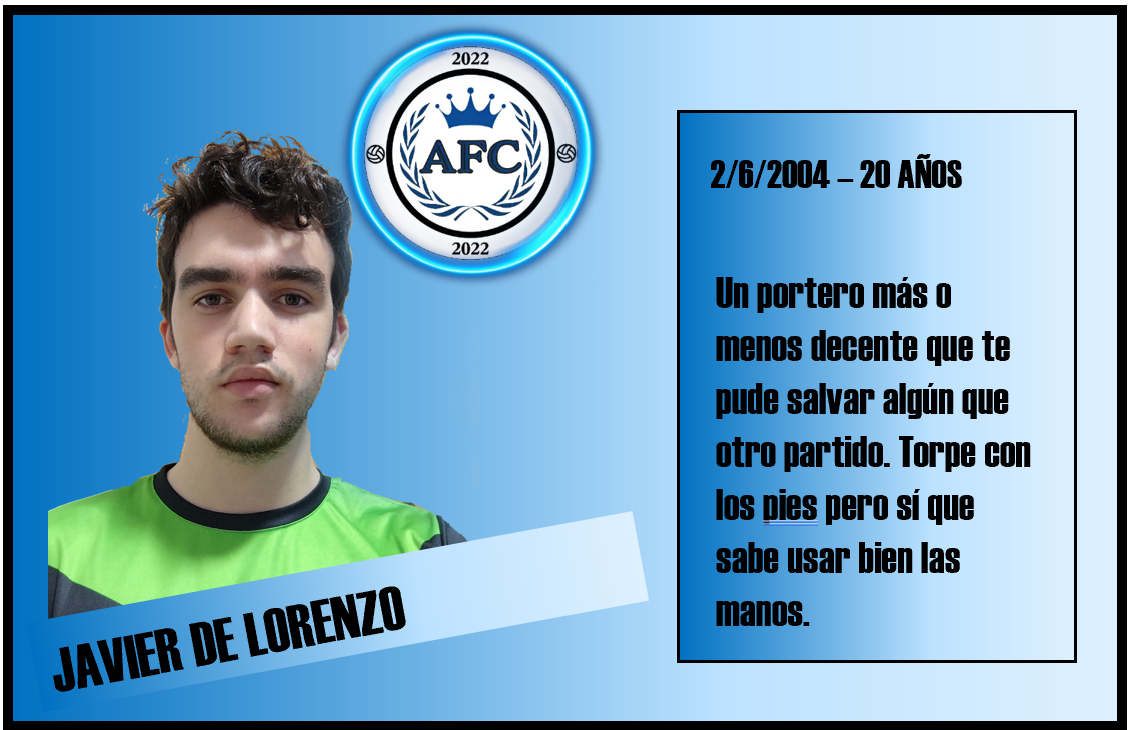 2022
AFC
2022
2/6/2004 – 20 AÑOS
Un portero más o
menos decente que te
pude salvar algún que
otro partido. Torpe con
los pies pero sí que
sabe usar bien las
manos.
JAVIER DE LORENZO